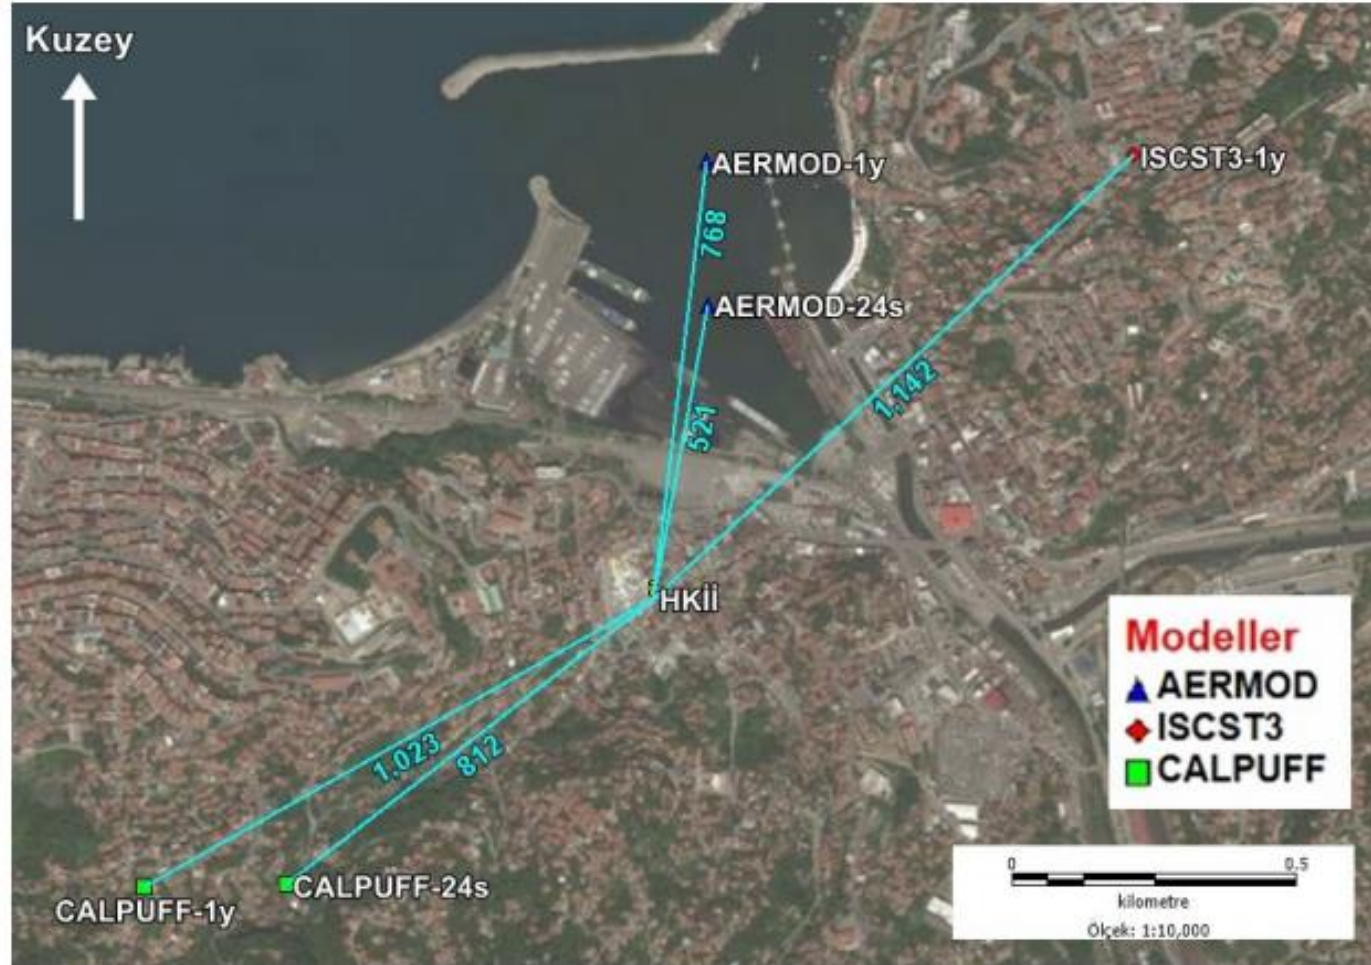 Kuzey
AERMOD-1y
ISCST3-1y
768
AERMOD-24s
1,142
521
HKİİ
Modeller
AERMOD
ISCST3
CALPUFF
1,023
812
CALPUFF-24s
CALPUFF-1y
0 0.5
kilometre
Ölçek: 1:10,000